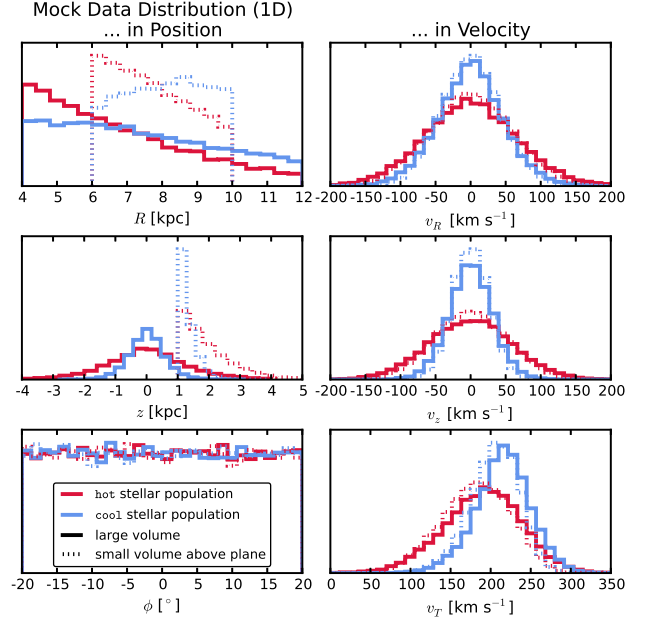 Mock Data Distribution (1D)
... in Position
... in Velocity
4 5 6 7 8 9 10 11 12
R [kpc]
-200 -150 -100 -50 0 50 100 150 200
v_R [km s⁻¹]
-4 -3 -2 -1 0 1 2 3 4 5
z [kpc]
-200 -150 -100 -50 0 50 100 150 200
v_z [km s⁻¹]
hot stellar population
cool stellar population
large volume
small volume above plane
-20 -15 -10 -5 0 5 10 15 20
ϕ [°]
0 50 100 150 200 250 300 350
v_T [km s⁻¹]